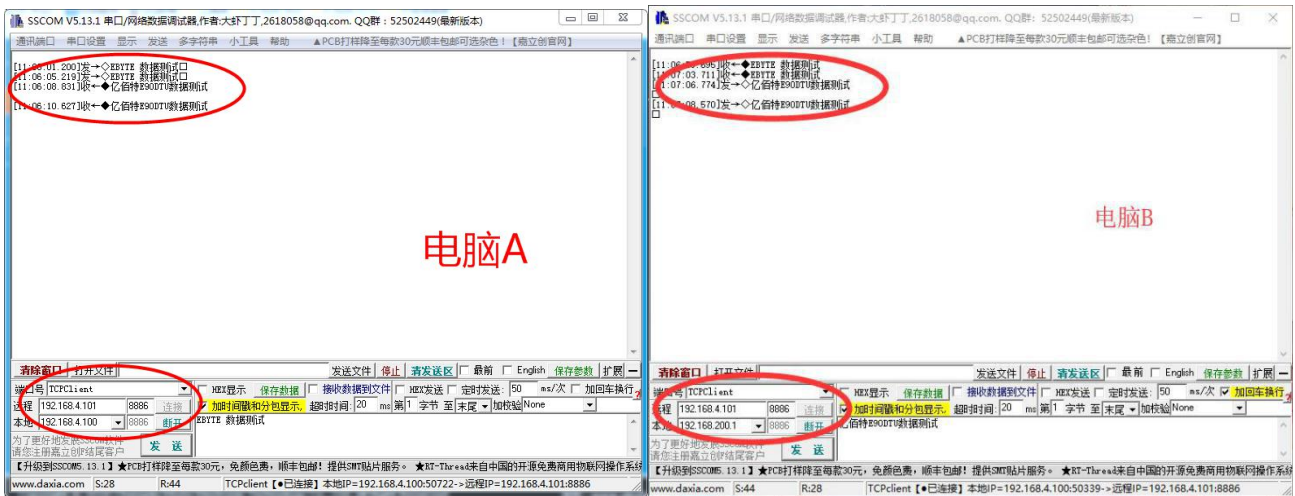 SSCOM V5.13.1 串口/网络数据调试器,作者:大虾丁丁,2618058@qq.com. QQ群: 52502449(最新版本)
通讯端口 串口设置 显示 发送 多字符串 小工具 帮助 ▲PCB打样降至每款30元顺丰包邮可选杂色!【嘉立创官网】
[11:06:01.200]发→◇EBYTE 数据测试□
[11:06:05.219]发→◇EBYTE 数据测试□
[11:06:08.831]收←◆亿佰特E90DTU数据测试
[11:06:10.627]收←◆亿佰特E90DTU数据测试
电脑A
清除窗口 打开文件 发送文件 停止 清发送区 最前 English 保存参数 扩展 —
端口号 TCPClient HEX显示 保存数据 接收数据到文件 HEX发送 定时发送: 50 ms/次 加回车换行
远程 192.168.4.101 8886 连接 加时间戳和分包显示, 超时时间: 20 ms 第1 字节 至 末尾 加校验 None
本地 192.168.4.100 8886 断开 EBYTE 数据测试
为了更好地发展SSCOM软件
请您注册嘉立创F结尾客户
发 送
【升级到SSCOM5.13.1】★PCB打样降至每款30元,免颜色费,顺丰包邮!提供SMT贴片服务。★RT-Thread来自中国的开源免费商用物联网操作系统
www.daxia.com S:28 R:44 TCPclient【●已连接】本地IP=192.168.4.100:50722->远程IP=192.168.4.101:8886
SSCOM V5.13.1 串口/网络数据调试器,作者:大虾丁丁,2618058@qq.com. QQ群: 52502449(最新版本)
通讯端口 串口设置 显示 发送 多字符串 小工具 帮助 ▲PCB打样降至每款30元顺丰包邮可选杂色!【嘉立创官网】
收←◆EBYTE 数据测试
[11:07:03.711]收←◆EBYTE 数据测试
[11:07:06.774]发→◇亿佰特E90DTU数据测试
□
[11:07:08.570]发→◇亿佰特E90DTU数据测试
□
电脑B
清除窗口 打开文件 发送文件 停止 清发送区 最前 English 保存参数 扩展 —
端口号 TCPClient HEX显示 保存数据 接收数据到文件 HEX发送 定时发送: 50 ms/次 加回车换行
远程 192.168.4.101 8886 连接 加时间戳和分包显示, 超时时间: 20 ms 第1 字节 至 末尾 加校验 None
本地 192.168.200.1 8886 断开 亿佰特E90DTU数据测试
为了更好地发展SSCOM软件
请您注册嘉立创F结尾客户
发 送
【升级到SSCOM5.13.1】★PCB打样降至每款30元,免颜色费,顺丰包邮!提供SMT贴片服务。★RT-Thread来自中国的开源免费商用物联网操作系统
www.daxia.com S:44 R:28 TCPClient【●已连接】本地IP=192.168.4.100:50339->远程IP=192.168.4.101:8886